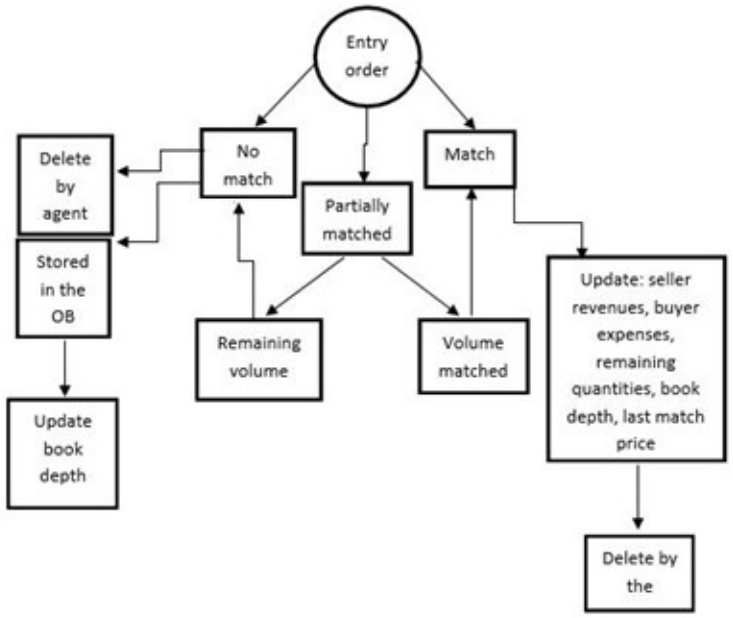 Entry
order
No
match
Match
Delete
by
agent
Partially
matched
Stored
in the
OB
Update: seller
revenues, buyer
expenses,
remaining
quantities, book
depth, last match
price
Remaining
volume
Volume
matched
Update
book
depth
Delete by
the